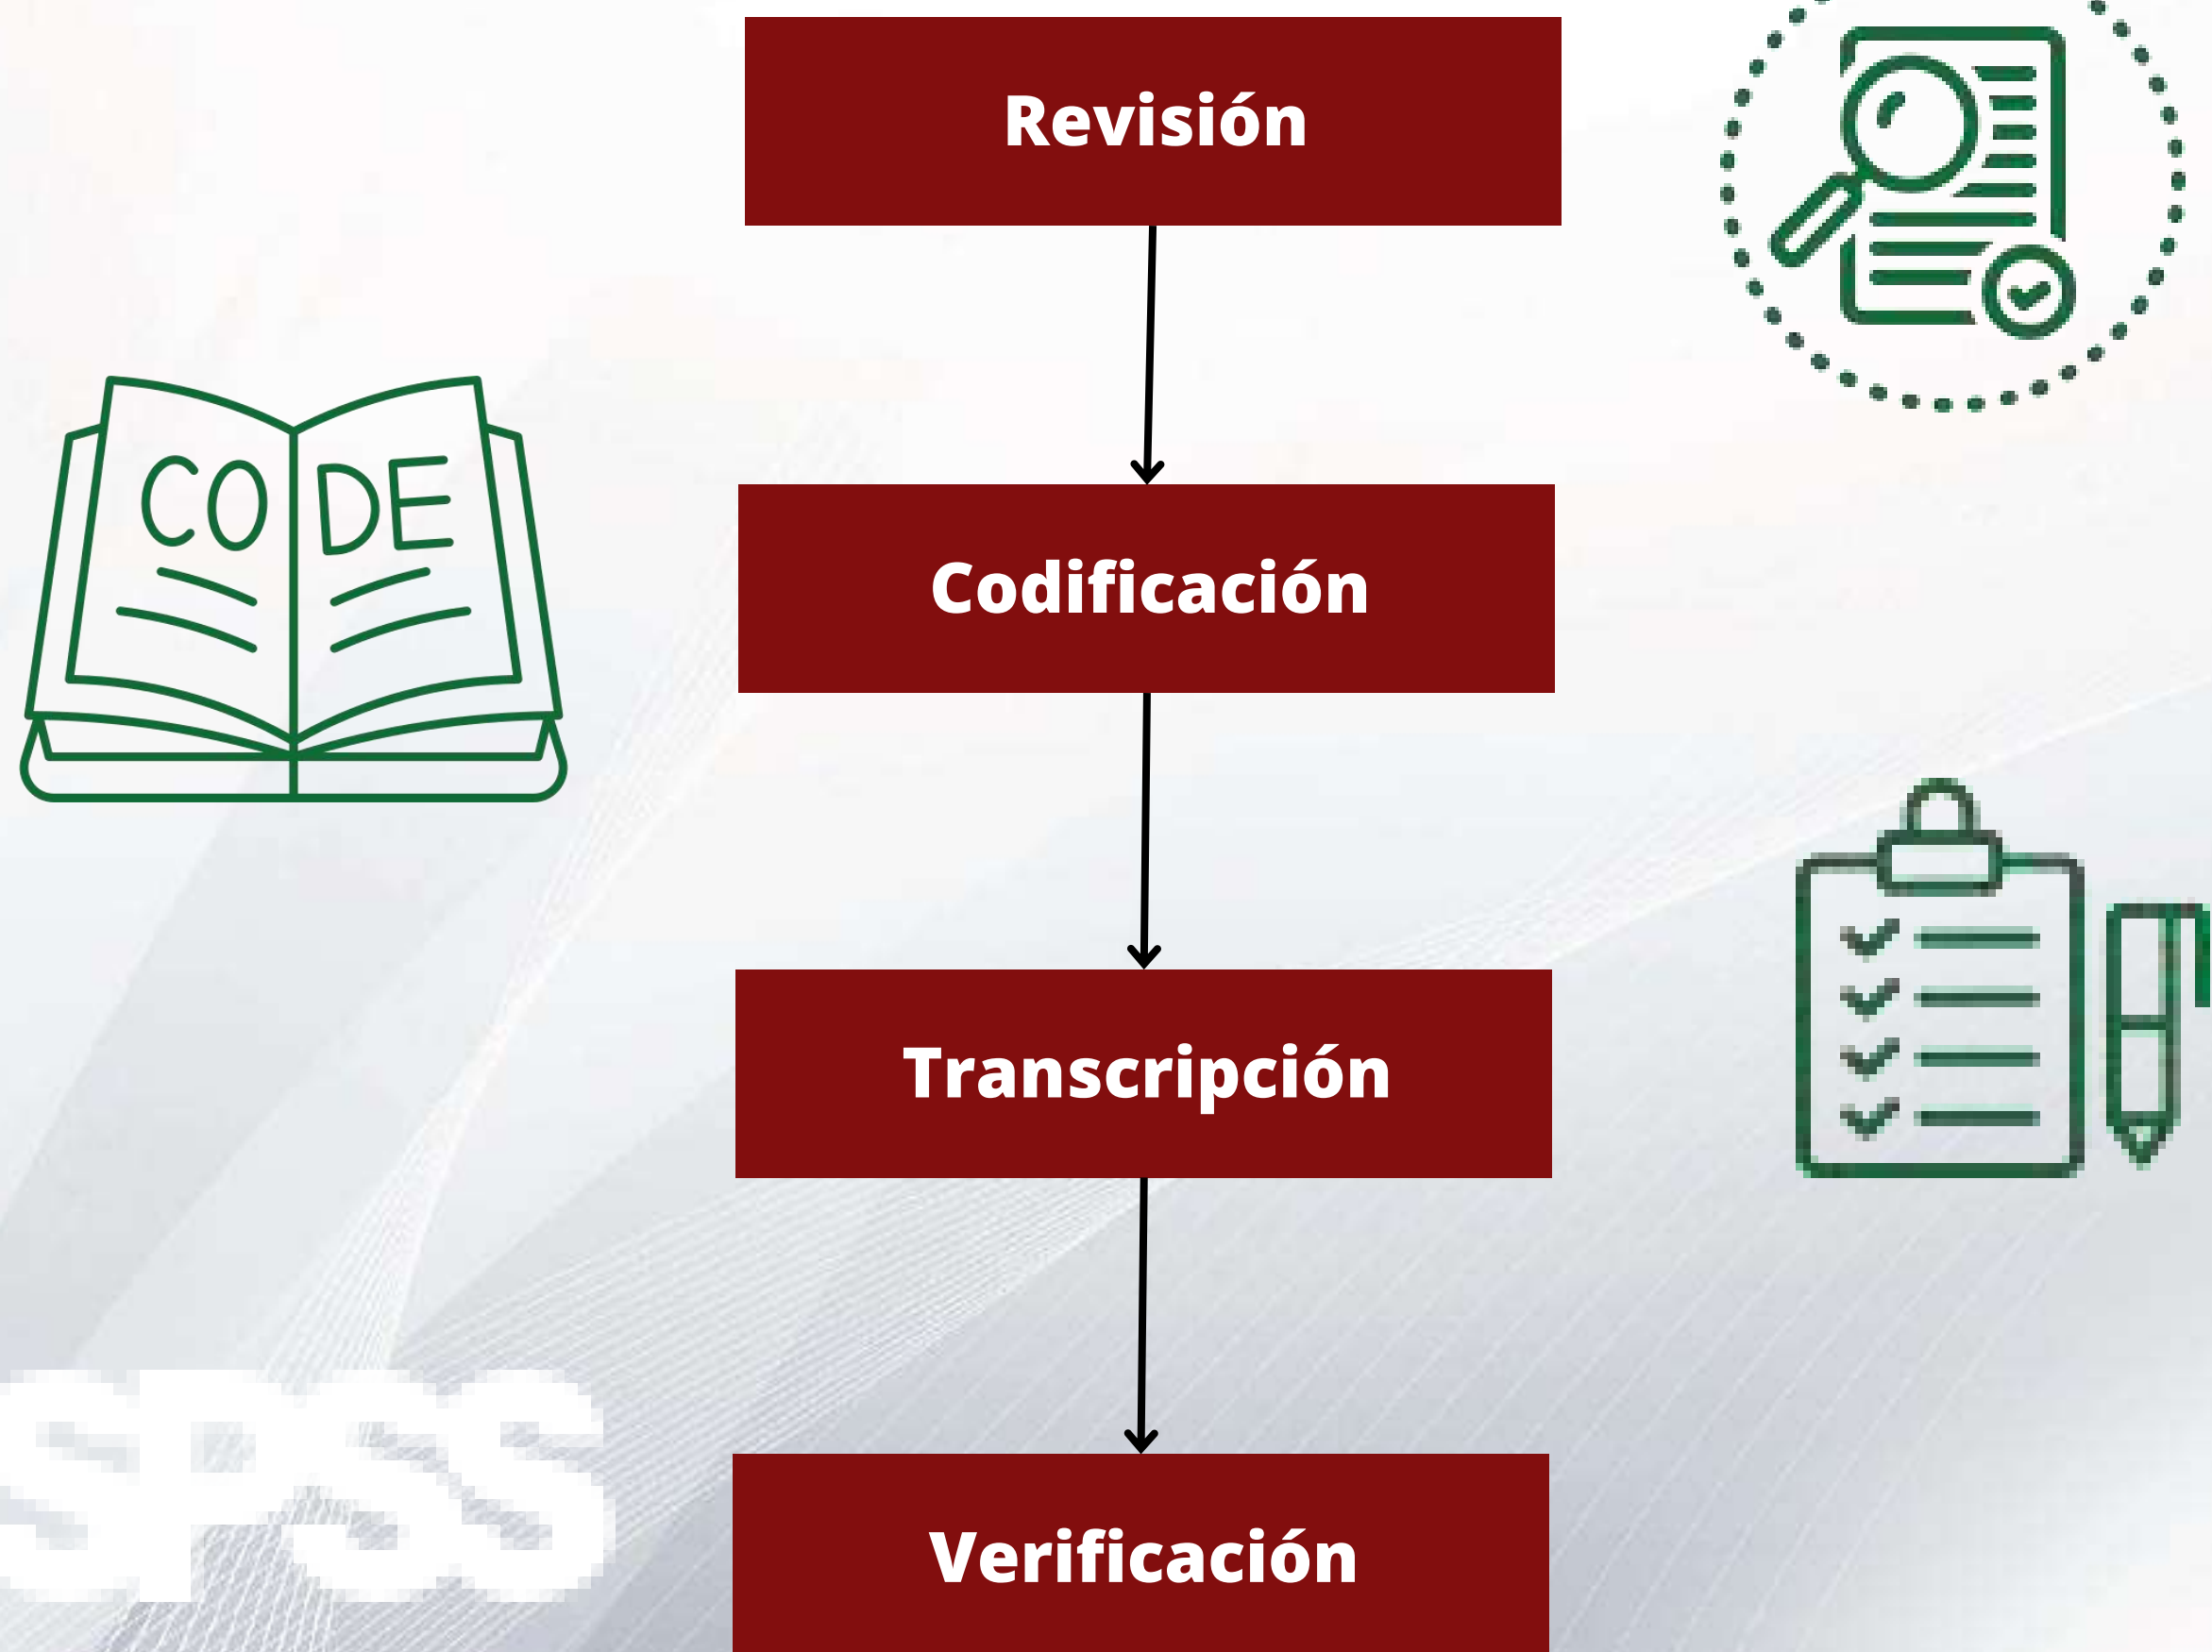 Revisión
CODE
Codificación
Transcripción
SPSS
Verificación